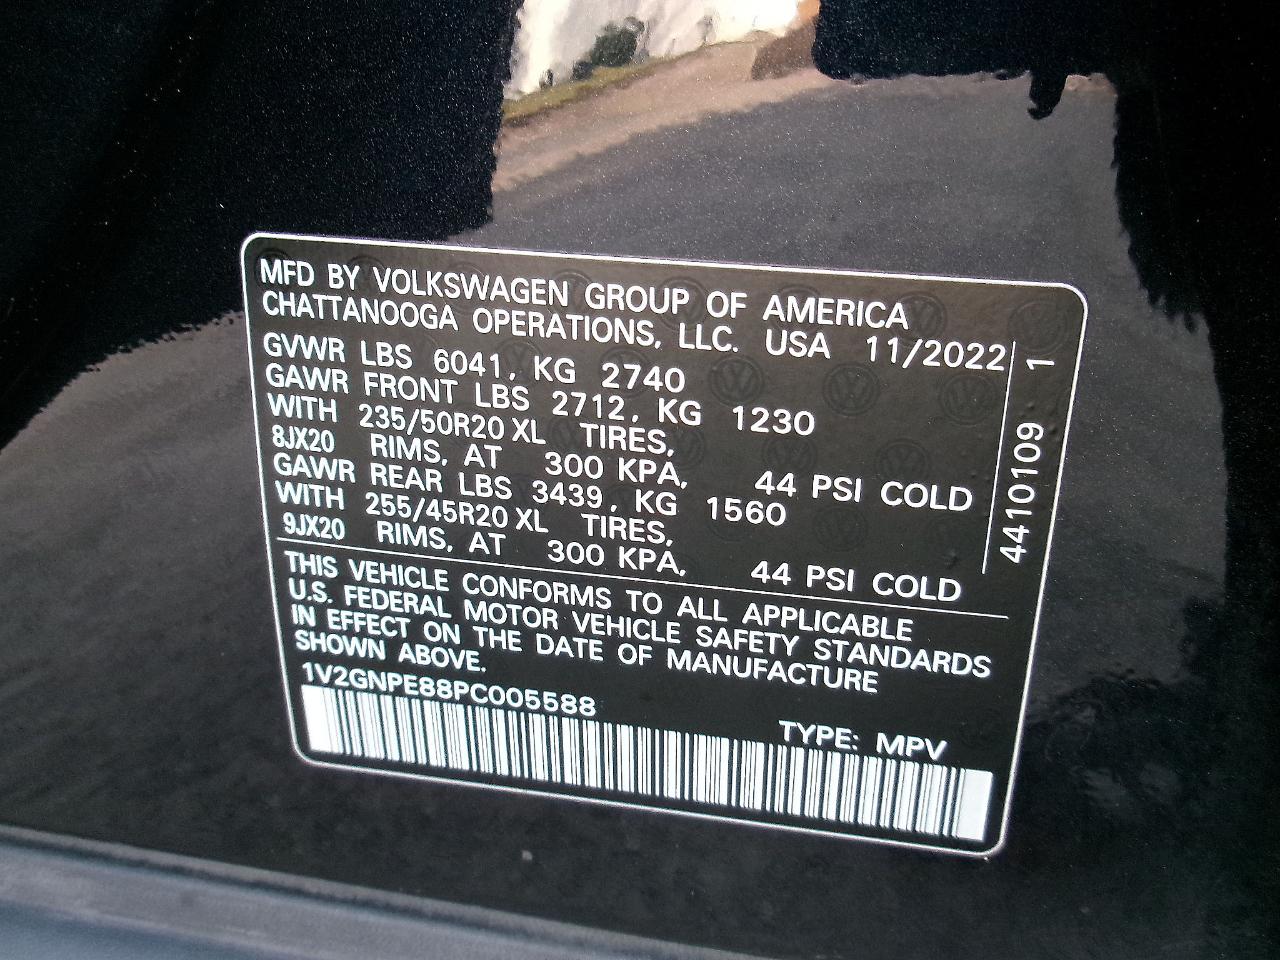 MFD BY VOLKSWAGEN GROUP OF AMERICA
CHATTANOOGA OPERATIONS, LLC. USA 11/2022
GVWR LBS 6041, KG 2740
GAWR FRONT LBS 2712, KG 1230
WITH 235/50R20 XL TIRES,
8JX20 RIMS, AT 300 KPA, 44 PSI COLD
GAWR REAR LBS 3439, KG 1560
WITH 255/45R20 XL TIRES,
9JX20 RIMS, AT 300 KPA, 44 PSI COLD
4410109 1
THIS VEHICLE CONFORMS TO ALL APPLICABLE
U.S. FEDERAL MOTOR VEHICLE SAFETY STANDARDS
IN EFFECT ON THE DATE OF MANUFACTURE
SHOWN ABOVE.
1V2GNPE88PC005588
TYPE: MPV